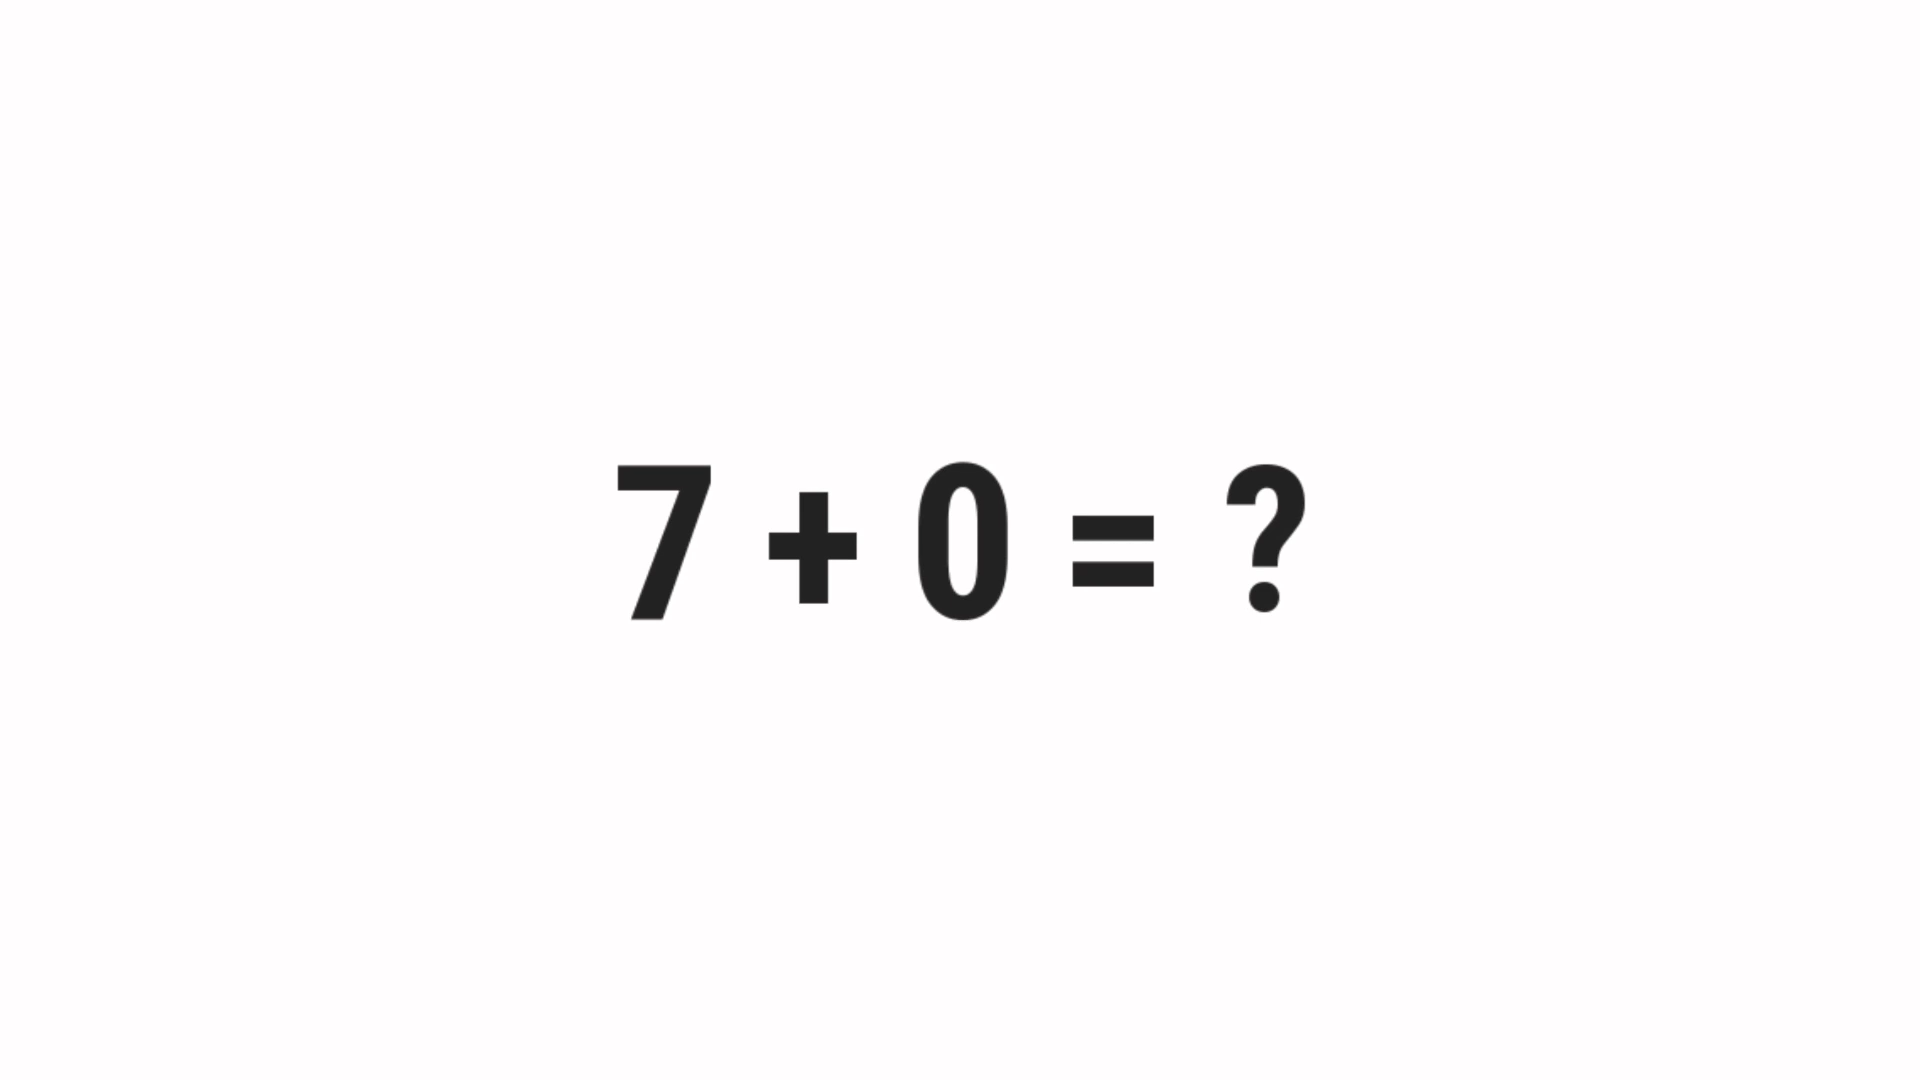 7 + 0 = ?